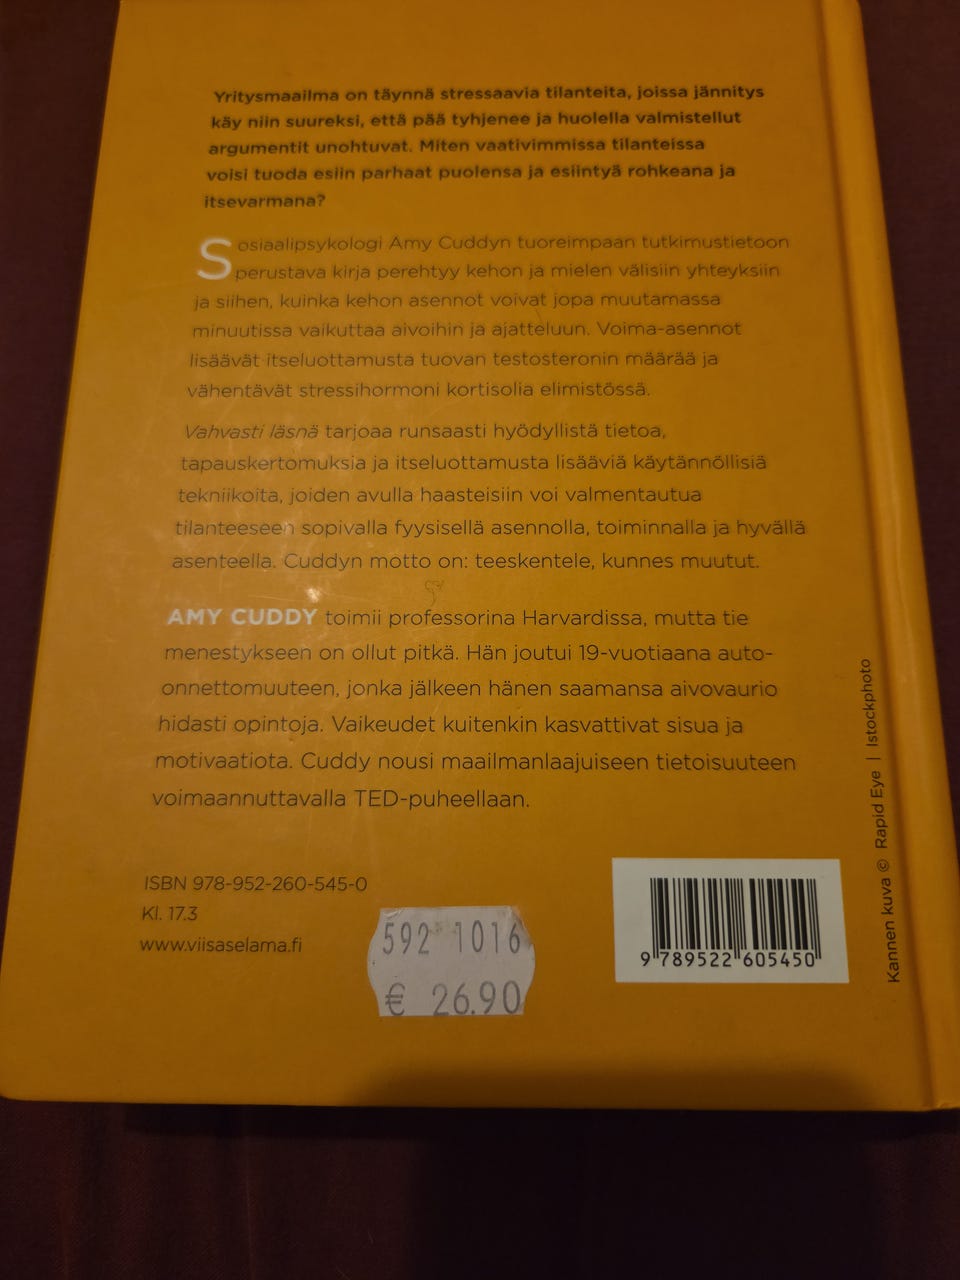 Yritysmaailma on täynnä stressaavia tilanteita, joissa jännitys
käy niin suureksi, että pää tyhjenee ja huolella valmistellut
argumentit unohtuvat. Miten vaativimmissa tilanteissa
voisi tuoda esiin parhaat puolensa ja esiintyä rohkeana ja
itsevarmana?
Sosiaalipsykologi Amy Cuddyn tuoreimpaan tutkimustietoon
perustava kirja perehtyy kehon ja mielen välisiin yhteyksiin
ja siihen, kuinka kehon asennot voivat jopa muutamassa
minuutissa vaikuttaa aivoihin ja ajatteluun. Voima-asennot
lisäävät itseluottamusta tuovan testosteronin määrää ja
vähentävät stressihormoni kortisolia elimistössä.
Vahvasti läsnä tarjoaa runsaasti hyödyllistä tietoa,
tapauskertomuksia ja itseluottamusta lisääviä käytännöllisiä
tekniikoita, joiden avulla haasteisiin voi valmentautua
tilanteeseen sopivalla fyysisellä asennolla, toiminnalla ja hyvällä
asenteella. Cuddyn motto on: teeskentele, kunnes muutut.
AMY CUDDY toimii professorina Harvardissa, mutta tie
menestykseen on ollut pitkä. Hän joutui 19-vuotiaana auto-
onnettomuuteen, jonka jälkeen hänen saamansa aivovaurio
hidasti opintoja. Vaikeudet kuitenkin kasvattivat sisua ja
motivaatiota. Cuddy nousi maailmanlaajuiseen tietoisuuteen
voimaannuttavalla TED-puheellaan.
ISBN 978-952-260-545-0
Kl. 17.3
www.viisaselama.fi
592 1016
€ 26.90
9 789522 605450
Kannen kuva © Rapid Eye | Istockphoto